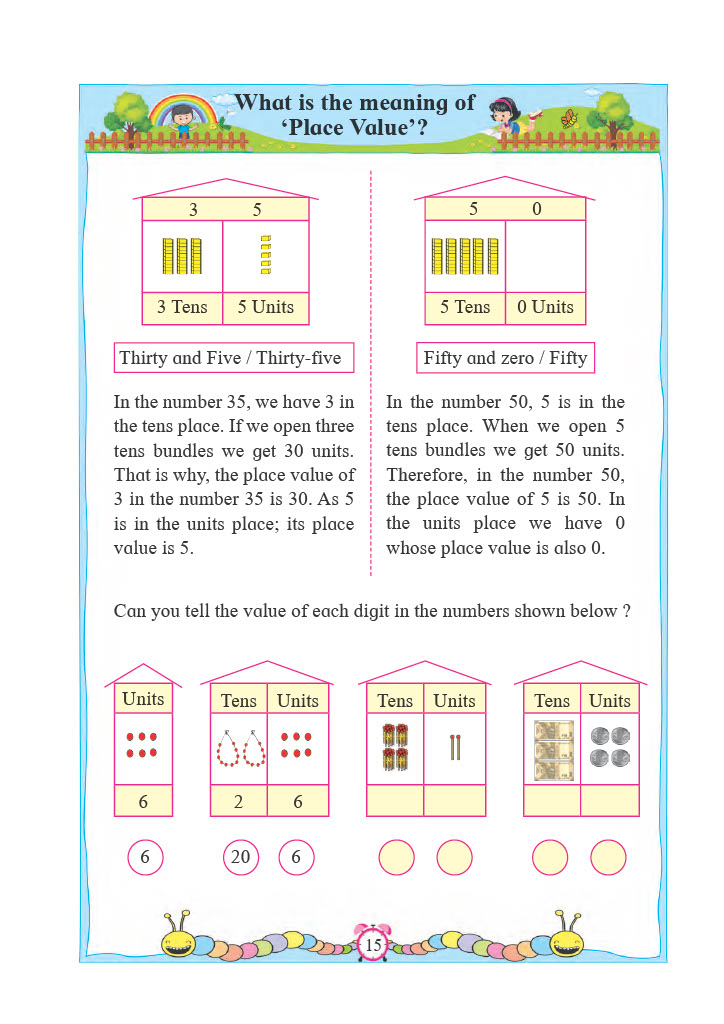 What is the meaning of
‘Place Value’?
3 5
3 Tens 5 Units
Thirty and Five / Thirty-five
In the number 35, we have 3 in
the tens place. If we open three
tens bundles we get 30 units.
That is why, the place value of
3 in the number 35 is 30. As 5
is in the units place; its place
value is 5.
5 0
5 Tens 0 Units
Fifty and zero / Fifty
In the number 50, 5 is in the
tens place. When we open 5
tens bundles we get 50 units.
Therefore, in the number 50,
the place value of 5 is 50. In
the units place we have 0
whose place value is also 0.
Can you tell the value of each digit in the numbers shown below ?
Units
6
6
Tens Units
2 6
20 6
Tens Units
Tens Units
15